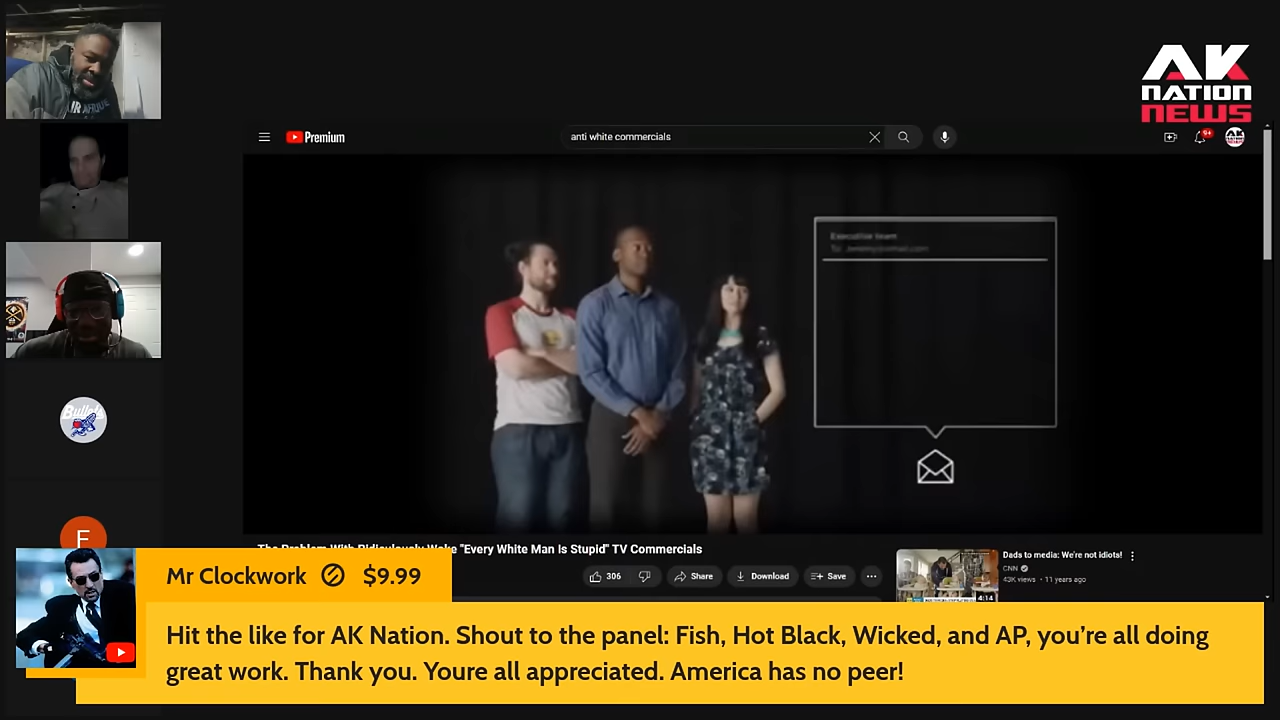 AK
NATION
NEWS
Premium
anti white commercials
9+
Executive team
The Problem With Ridiculously Woke "Every White Man Is Stupid" TV Commercials
306
Share
Download
Save
Dads to media: We're not idiots!
CNN
43K views • 11 years ago
4:14
Bullets
F
Mr Clockwork $9.99
Hit the like for AK Nation. Shout to the panel: Fish, Hot Black, Wicked, and AP, you're all doing
great work. Thank you. Youre all appreciated. America has no peer!